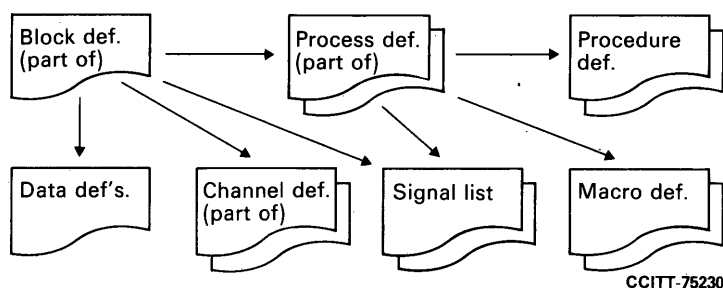 Block def.
(part of)
Process def.
(part of)
Procedure
def.
Data def's.
Channel def.
(part of)
Signal list
Macro def.
CCITT-75230